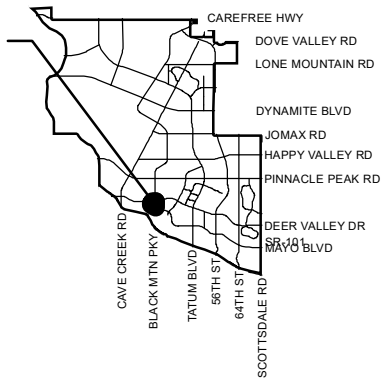 CAREFREE HWY
DOVE VALLEY RD
LONE MOUNTAIN RD
DYNAMITE BLVD
JOMAX RD
HAPPY VALLEY RD
PINNACLE PEAK RD
DEER VALLEY DR
SR-101
MAYO BLVD
CAVE CREEK RD
BLACK MTN PKY
TATUM BLVD
56TH ST
64TH ST
SCOTTSDALE RD